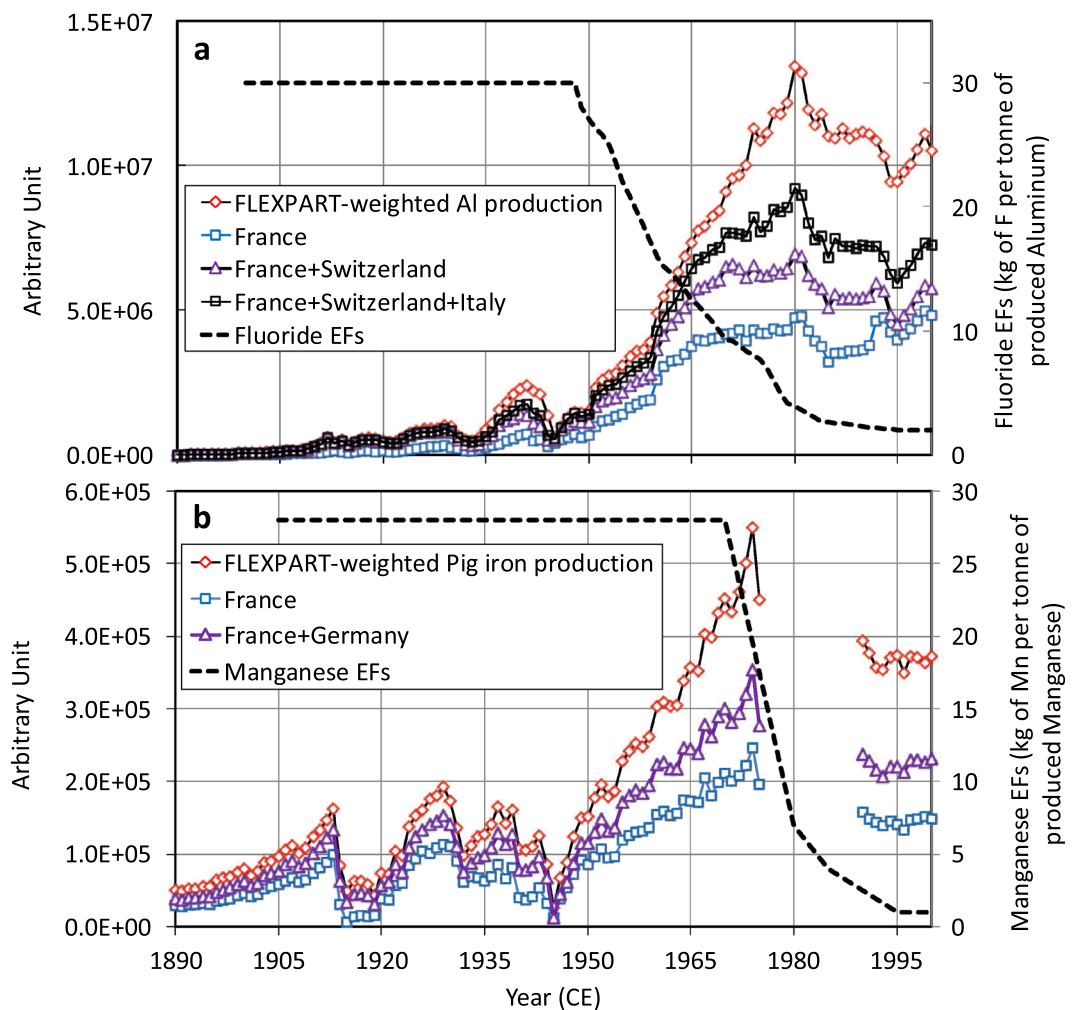 1.5E+07
1.0E+07
5.0E+06
0.0E+00
Arbitrary Unit
a
FLEXPART-weighted Al production
France
France+Switzerland
France+Switzerland+Italy
Fluoride EFs
30
20
10
0
Fluoride EFs (kg of F per tonne of
produced Aluminum)
6.0E+05
5.0E+05
4.0E+05
3.0E+05
2.0E+05
1.0E+05
0.0E+00
Arbitrary Unit
b
FLEXPART-weighted Pig iron production
France
France+Germany
Manganese EFs
30
25
20
15
10
5
0
Manganese EFs (kg of Mn per tonne of
produced Manganese)
1890 1905 1920 1935 1950 1965 1980 1995
Year (CE)